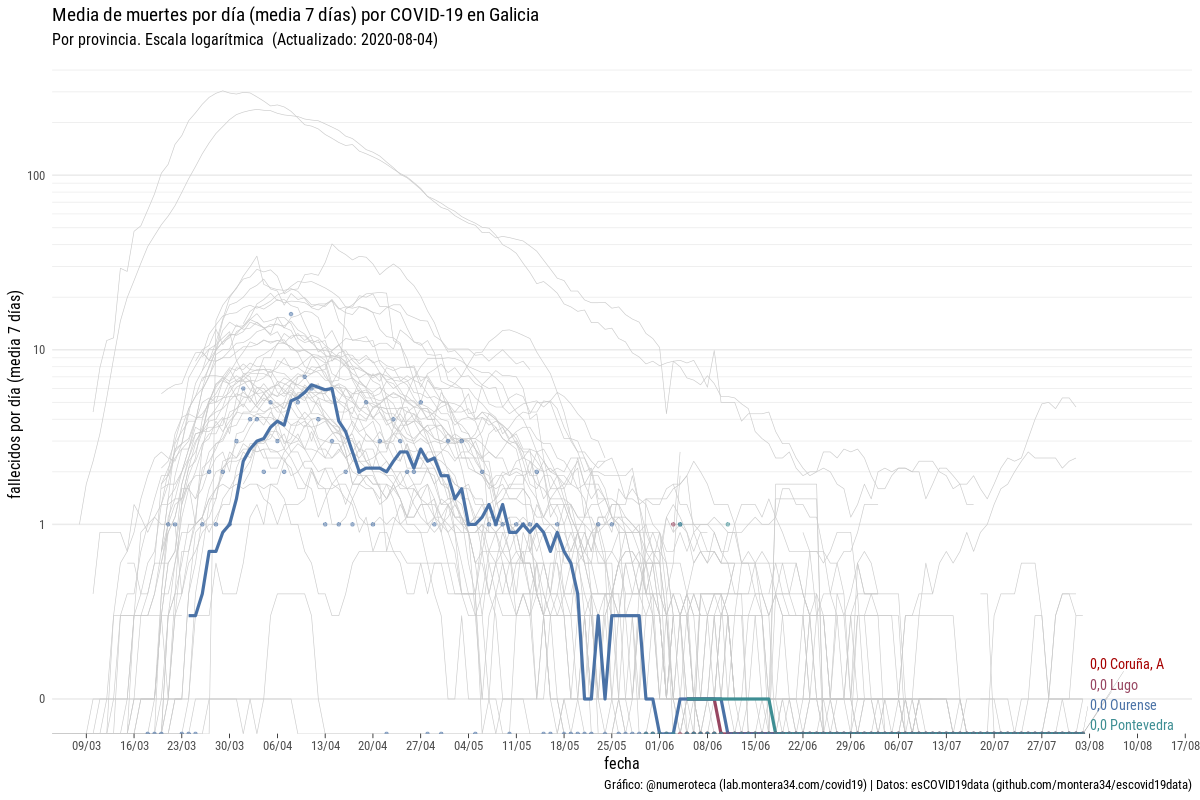 Media de muertes por día (media 7 días) por COVID-19 en Galicia
Por provincia. Escala logarítmica (Actualizado: 2020-08-04)
fallecidos por día (media 7 días)
100
10
1
0
0,0 Coruña, A
0,0 Lugo
0,0 Ourense
0,0 Pontevedra
09/03 16/03 23/03 30/03 06/04 13/04 20/04 27/04 04/05 11/05 18/05 25/05 01/06 08/06 15/06 22/06 29/06 06/07 13/07 20/07 27/07 03/08 10/08 17/08
fecha
Gráfico: @numeroteca (lab.montera34.com/covid19) | Datos: esCOVID19data (github.com/montera34/escovid19data)